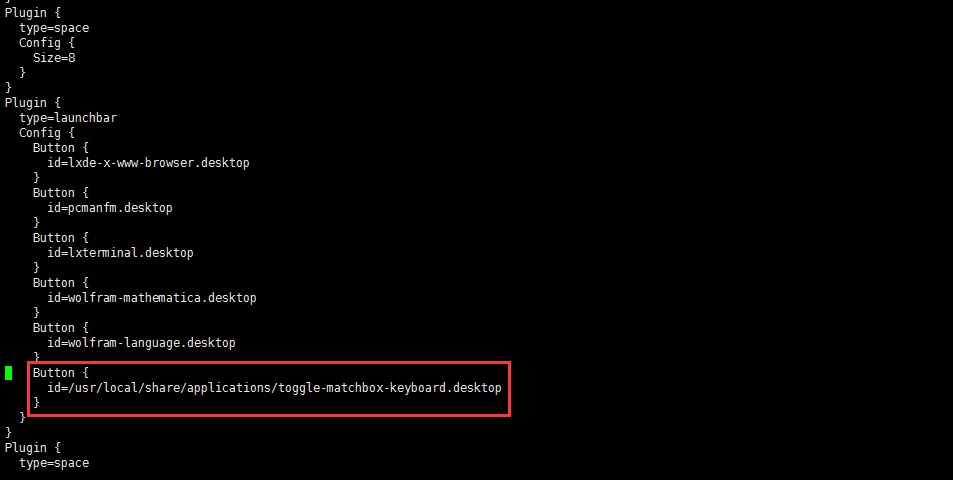 }
Plugin {
  type=space
  Config {
    Size=8
  }
}
Plugin {
  type=launchbar
  Config {
    Button {
      id=lxde-x-www-browser.desktop
    }
    Button {
      id=pcmanfm.desktop
    }
    Button {
      id=lxterminal.desktop
    }
    Button {
      id=wolfram-mathematica.desktop
    }
    Button {
      id=wolfram-language.desktop
    }
    Button {
      id=/usr/local/share/applications/toggle-matchbox-keyboard.desktop
    }
  }
}
Plugin {
  type=space